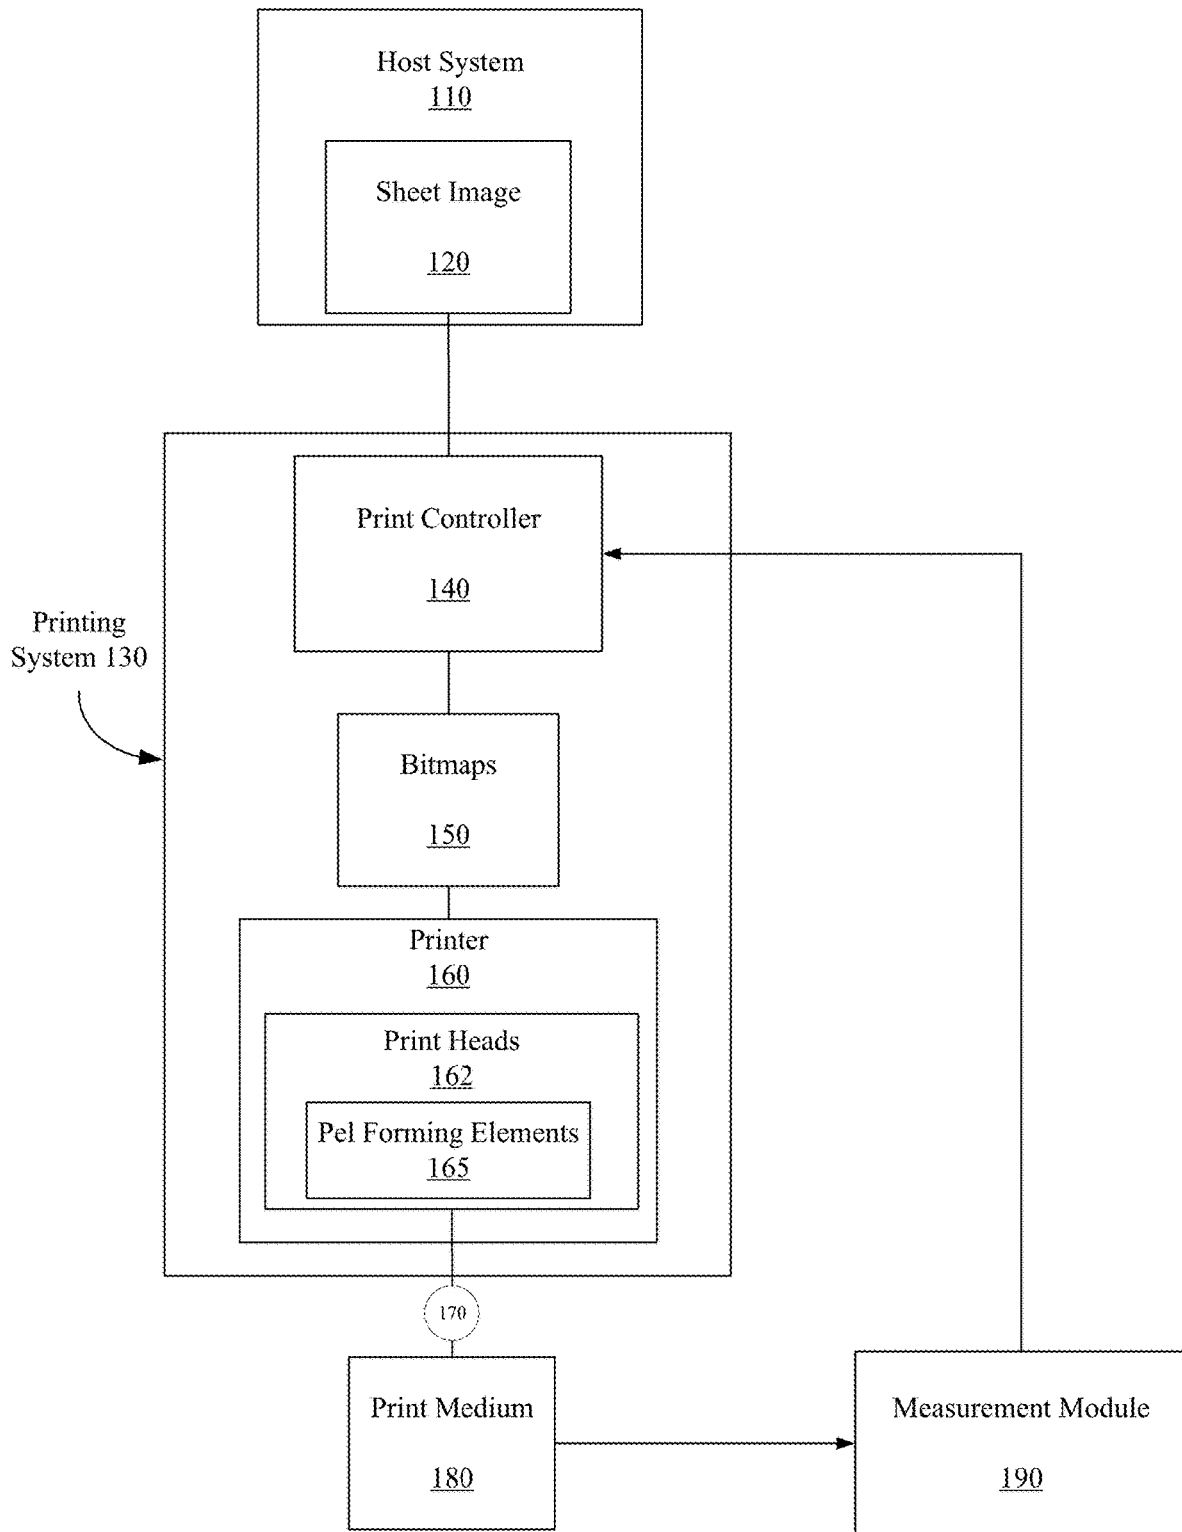 Host System
110
Sheet Image
120
Print Controller
140
Printing
System 130
Bitmaps
150
Printer
160
Print Heads
162
Pel Forming Elements
165
170
Print Medium
180
Measurement Module
190